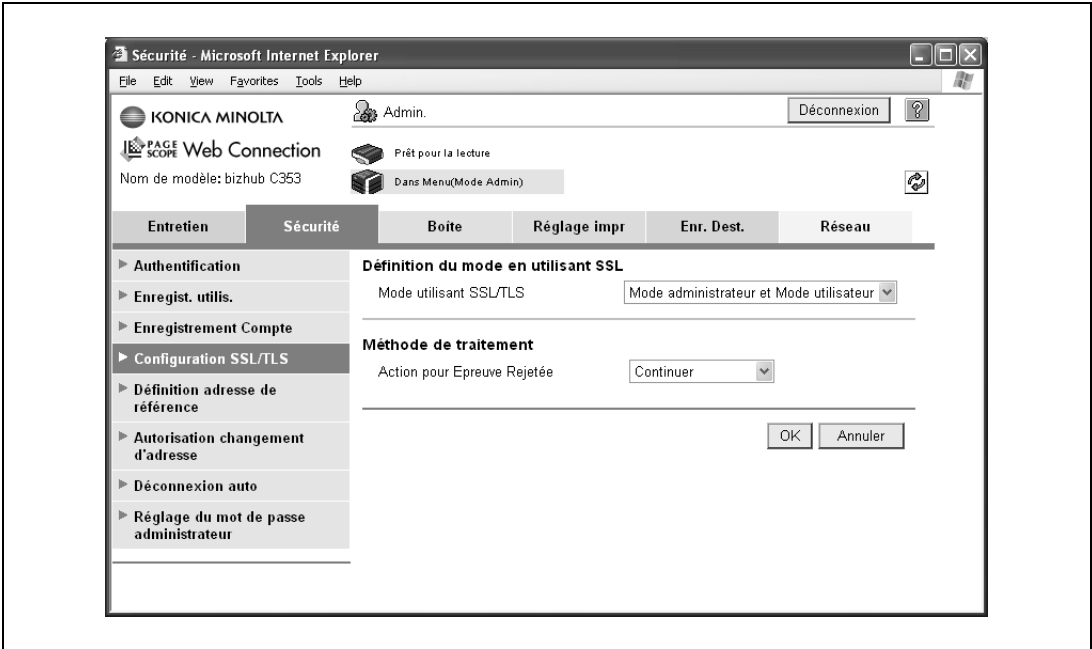 Sécurité - Microsoft Internet Explorer
File Edit View Favorites Tools Help
KONICA MINOLTA
Admin.
Déconnexion
?
PAGE SCOPE Web Connection
Prêt pour la lecture
Nom de modèle: bizhub C353
Dans Menu(Mode Admin)
Entretien Sécurité Boîte Réglage impr Enr. Dest. Réseau
Authentification
Enregist. utilis.
Enregistrement Compte
Configuration SSL/TLS
Définition adresse de
référence
Autorisation changement
d'adresse
Déconnexion auto
Réglage du mot de passe
administrateur
Définition du mode en utilisant SSL
Mode utilisant SSL/TLS Mode administrateur et Mode utilisateur
Méthode de traitement
Action pour Epreuve Rejetée Continuer
OK Annuler